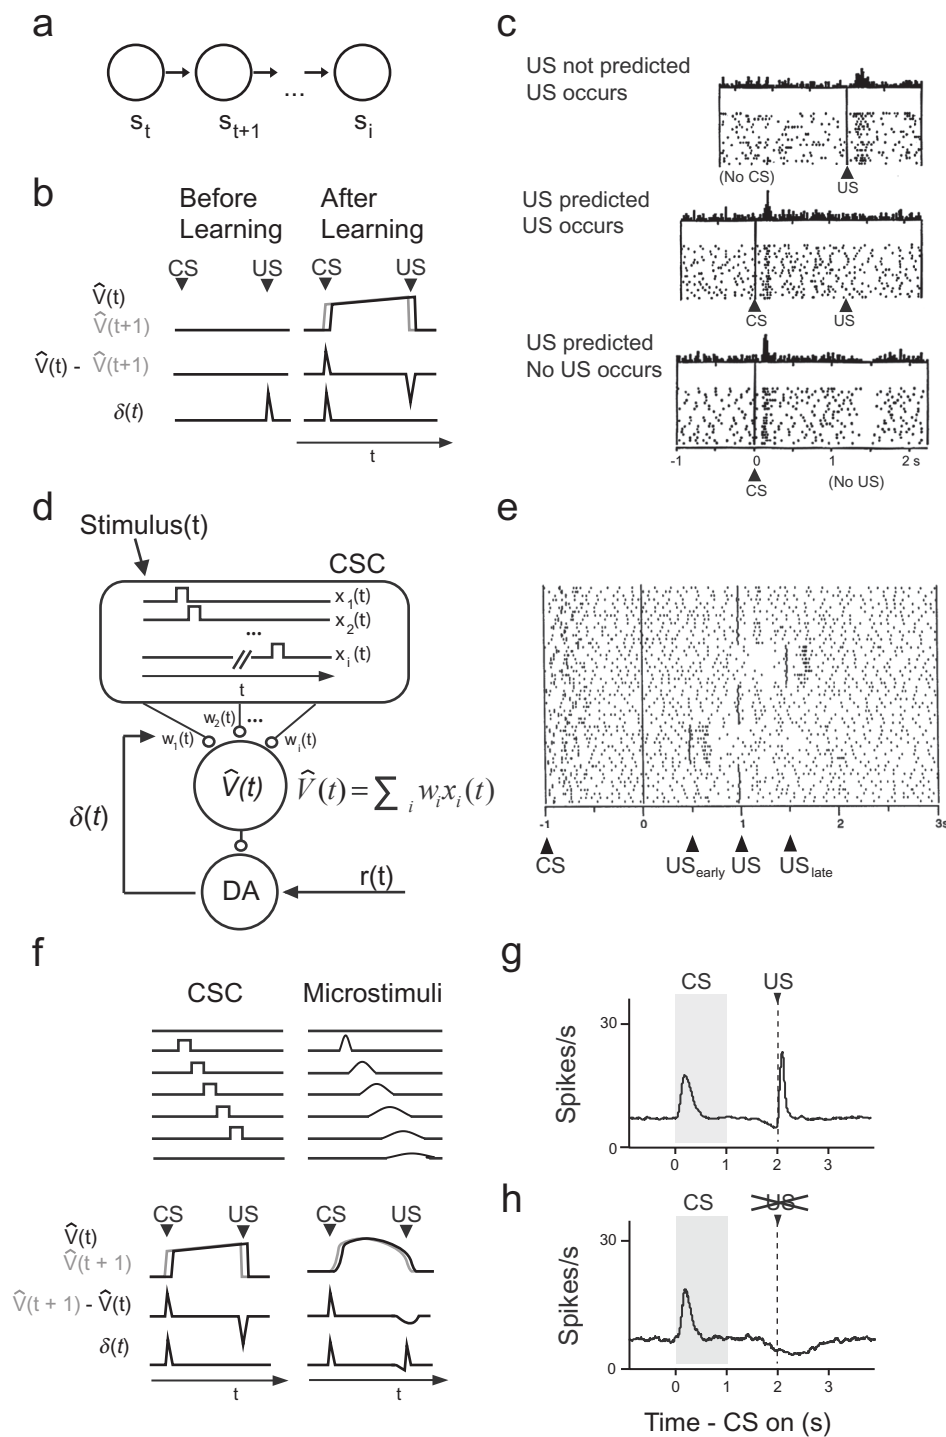 a
s_t s_t+1 ... s_i
b
Before Learning After Learning
CS US CS US
V̂(t)
V̂(t+1)
V̂(t) - V̂(t+1)
δ(t)
t
c
US not predicted
US occurs
(No CS) US
US predicted
US occurs
CS US
US predicted
No US occurs
-1 0 1 2 s
CS (No US)
d
Stimulus(t)
CSC
x_1(t)
x_2(t)
...
x_i(t)
t
w_1(t) w_2(t) ... w_i(t)
V̂(t) V̂(t) = ∑_i w_i x_i(t)
δ(t)
DA r(t)
e
-1 0 1 2 3s
CS US_early US US_late
f
CSC Microstimuli
CS US CS US
V̂(t)
V̂(t + 1)
V̂(t + 1) - V̂(t)
δ(t)
t t
g
CS US
Spikes/s
30
0
0 1 2 3
h
CS US
Spikes/s
30
0
0 1 2 3
Time - CS on (s)